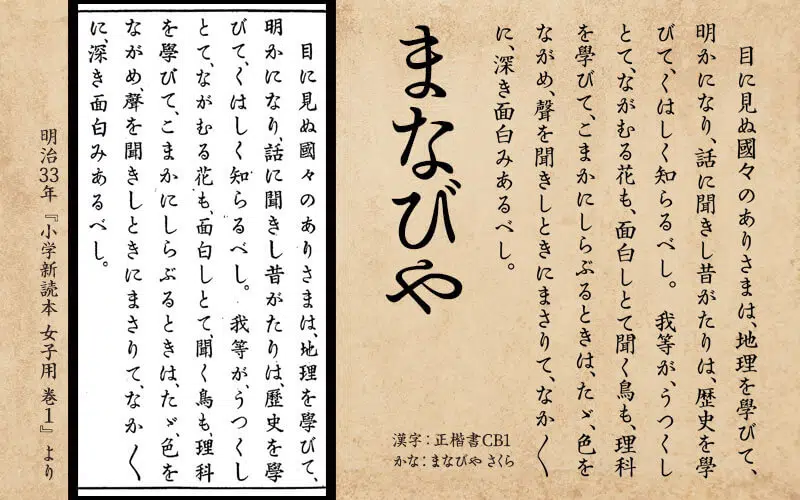 目に見ぬ國々のありさまは、地理を學びて、
明かになり、話に聞きし昔がたりは、歷史を學
びて、くはしく知らるべし。我等が、うつくし
とて、ながむる花も、面白しとて聞く鳥も、理科
を學びて、こまかにしらぶるときは、たゞ、色を
ながめ、聲を聞きしときにまさりて、なか〱
に、深き面白みあるべし。
まなびや
漢字：正楷書CB1
かな：まなびや さくら
目に見ぬ國々のありさまは、地理を學びて、
明かになり、話に聞きし昔がたりは、歷史を學
びて、くはしく知らるべし。我等が、うつくし
とて、ながむる花も、面白しとて、聞く鳥も、理科
を學びて、こまかにしらぶるときは、たゞ、色を
ながめ、聲を聞きしときにまさりて、なか〱
に、深き面白みあるべし。
明治33年『小学新読本 女子用 巻1』より